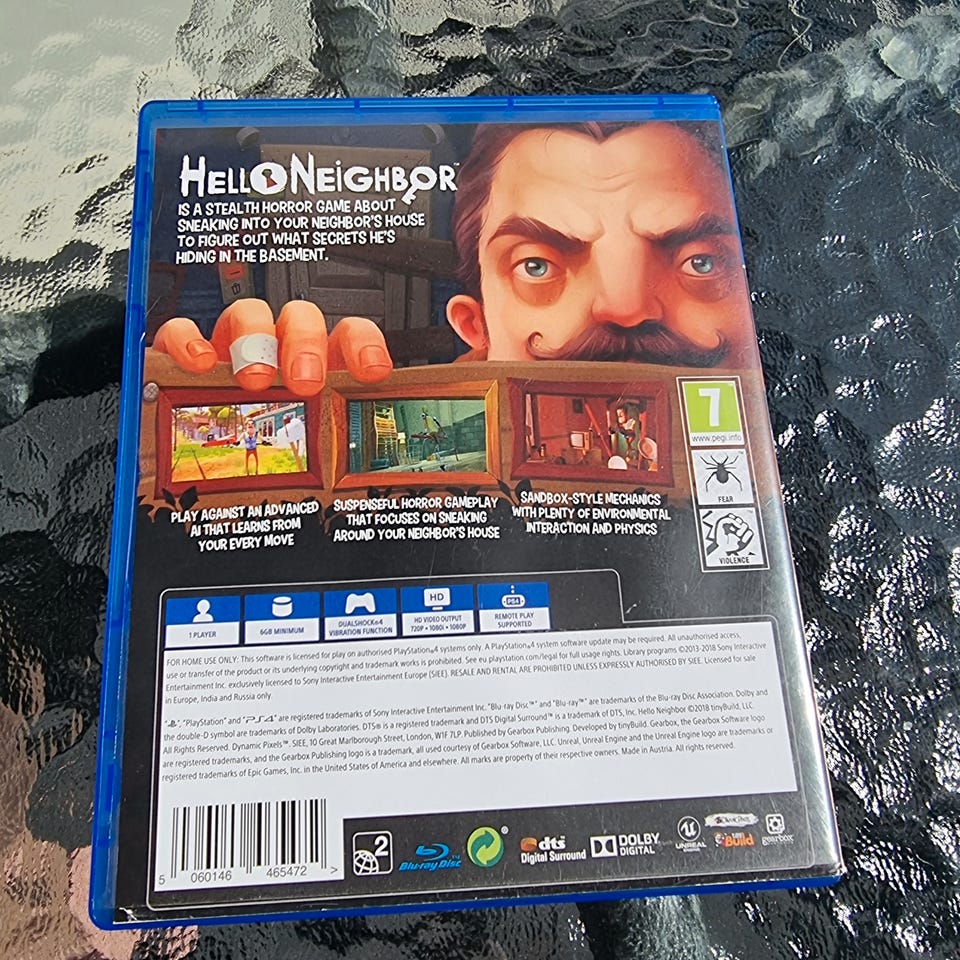 HELLO NEIGHBOR™
IS A STEALTH HORROR GAME ABOUT
SNEAKING INTO YOUR NEIGHBOR'S HOUSE
TO FIGURE OUT WHAT SECRETS HE'S
HIDING IN THE BASEMENT.
7
www.pegi.info
FEAR
VIOLENCE
PLAY AGAINST AN ADVANCED
AI THAT LEARNS FROM
YOUR EVERY MOVE
SUSPENSEFUL HORROR GAMEPLAY
THAT FOCUSES ON SNEAKING
AROUND YOUR NEIGHBOR'S HOUSE
SANDBOX-STYLE MECHANICS
WITH PLENTY OF ENVIRONMENTAL
INTERACTION AND PHYSICS
1 PLAYER
6GB MINIMUM
DUALSHOCK®4
VIBRATION FUNCTION
HD
HD VIDEO OUTPUT
720P • 1080i • 1080P
PS4
REMOTE PLAY
SUPPORTED
FOR HOME USE ONLY: This software is licensed for play on authorised PlayStation®4 systems only. A PlayStation®4 system software update may be required. All unauthorised access,
use or transfer of the product or its underlying copyright and trademark works is prohibited. See eu.playstation.com/legal for full usage rights. Library programs ©2013-2018 Sony Interactive
Entertainment Inc. exclusively licensed to Sony Interactive Entertainment Europe (SIEE). RESALE AND RENTAL ARE PROHIBITED UNLESS EXPRESSLY AUTHORISED BY SIEE. Licensed for sale
in Europe, India and Russia only.
" ", "PlayStation" and "PS4" are registered trademarks of Sony Interactive Entertainment Inc. "Blu-ray Disc™" and "Blu-ray™" are trademarks of the Blu-ray Disc Association. Dolby and
the double-D symbol are trademarks of Dolby Laboratories. DTS® is a registered trademark and DTS Digital Surround™ is a trademark of DTS, Inc. Hello Neighbor ©2018 tinyBuild, LLC.
All Rights Reserved. Dynamic Pixels™. SIEE, 10 Great Marlborough Street, London, W1F 7LP. Published by Gearbox Publishing. Developed by tinyBuild. Gearbox, the Gearbox Software logo
are registered trademarks, and the Gearbox Publishing logo is a trademark, all used courtesy of Gearbox Software, LLC. Unreal, Unreal Engine and the Unreal Engine logo are trademarks or
registered trademarks of Epic Games, Inc. in the United States of America and elsewhere. All marks are property of their respective owners. Made in Austria. All rights reserved.
5 060146 465472 >
2
Blu-ray Disc™
®
dts™
Digital Surround
DOLBY
DIGITAL
UNREAL
ENGINE
tiny
Build
gearbox